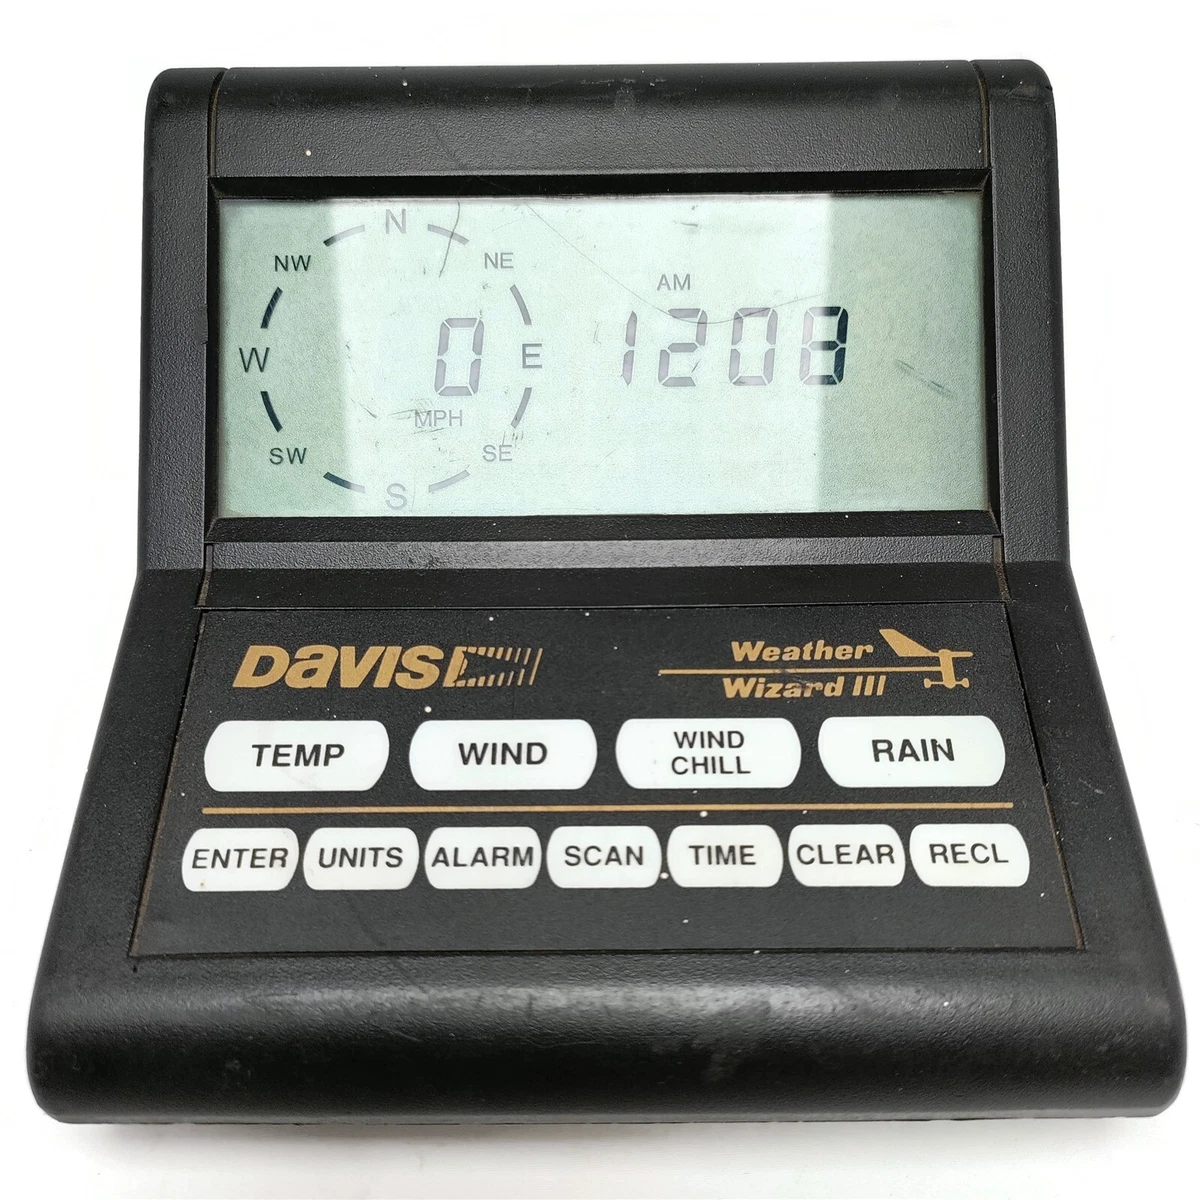 N
NW NE
AM
W 0 E 1208
MPH
SW SE
S
DAVIS Weather
Wizard III
TEMP WIND WIND CHILL RAIN
ENTER UNITS ALARM SCAN TIME CLEAR RECL